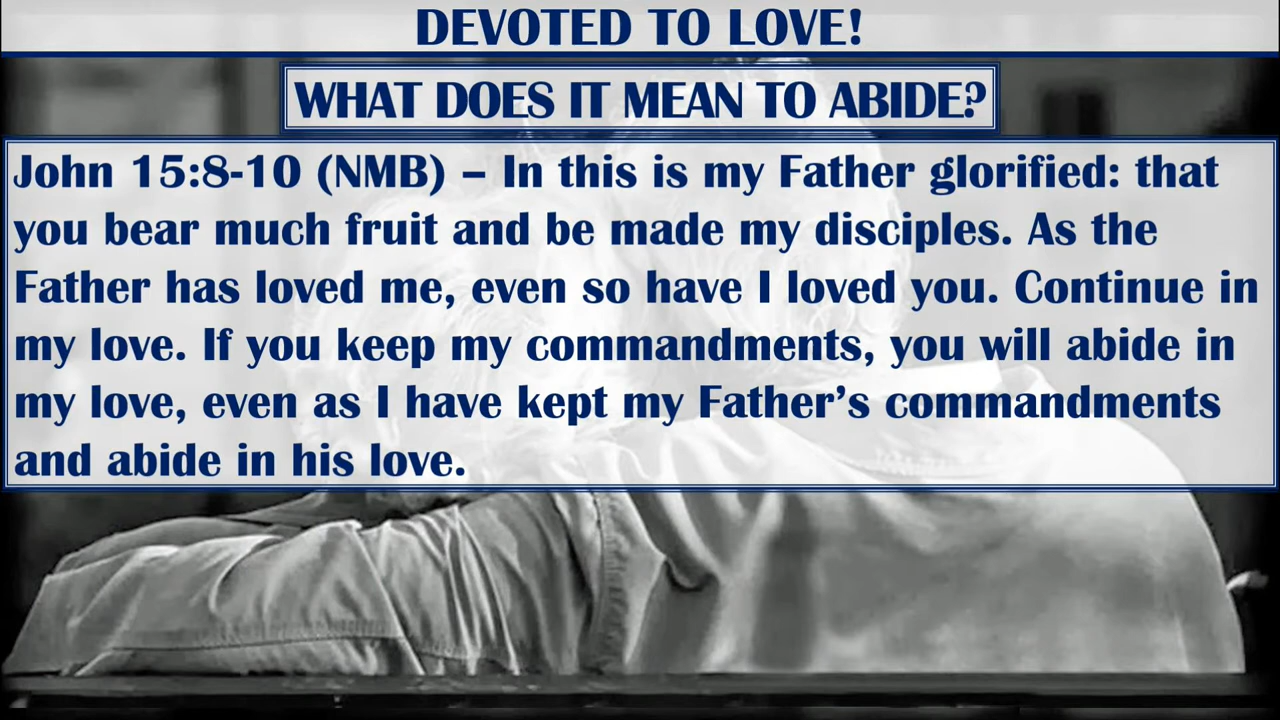 DEVOTED TO LOVE!
WHAT DOES IT MEAN TO ABIDE?
John 15:8-10 (NMB) – In this is my Father glorified: that
you bear much fruit and be made my disciples. As the
Father has loved me, even so have I loved you. Continue in
my love. If you keep my commandments, you will abide in
my love, even as I have kept my Father’s commandments
and abide in his love.